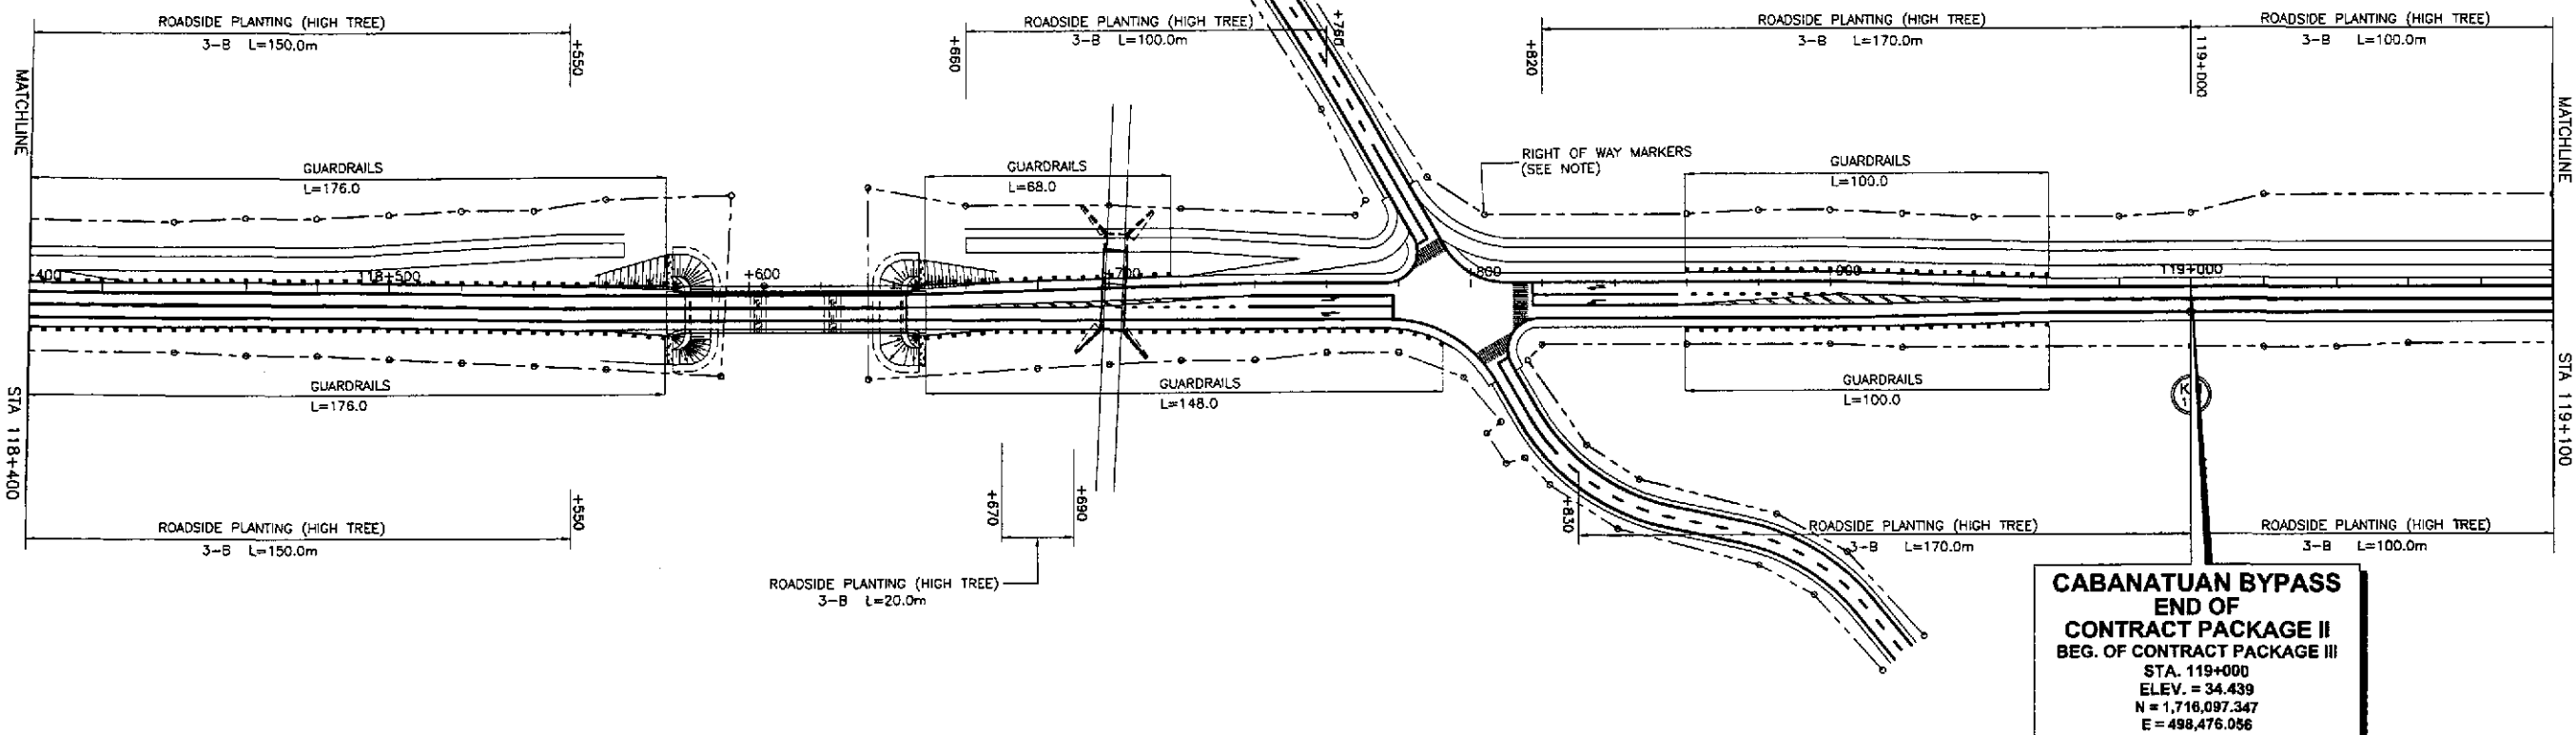 ROADSIDE PLANTING (HIGH TREE)
3-B L=150.0m
+550
+660
ROADSIDE PLANTING (HIGH TREE)
3-B L=100.0m
+760
+820
ROADSIDE PLANTING (HIGH TREE)
3-B L=170.0m
119+000
ROADSIDE PLANTING (HIGH TREE)
3-B L=100.0m
MATCHLINE
MATCHLINE
GUARDRAILS
L=176.0
GUARDRAILS
L=68.0
RIGHT OF WAY MARKERS
(SEE NOTE)
GUARDRAILS
L=100.0
+400
118+500
+600
+700
+800
+900
119+000
GUARDRAILS
L=176.0
GUARDRAILS
L=148.0
GUARDRAILS
L=100.0
STA 118+400
STA 119+100
+550
+670
+690
+830
ROADSIDE PLANTING (HIGH TREE)
3-B L=150.0m
ROADSIDE PLANTING (HIGH TREE)
3-B L=20.0m
ROADSIDE PLANTING (HIGH TREE)
3-B L=170.0m
ROADSIDE PLANTING (HIGH TREE)
3-B L=100.0m
CABANATUAN BYPASS
END OF
CONTRACT PACKAGE II
BEG. OF CONTRACT PACKAGE III
STA. 119+000
ELEV. = 34.439
N = 1,716,097.347
E = 498,476.056